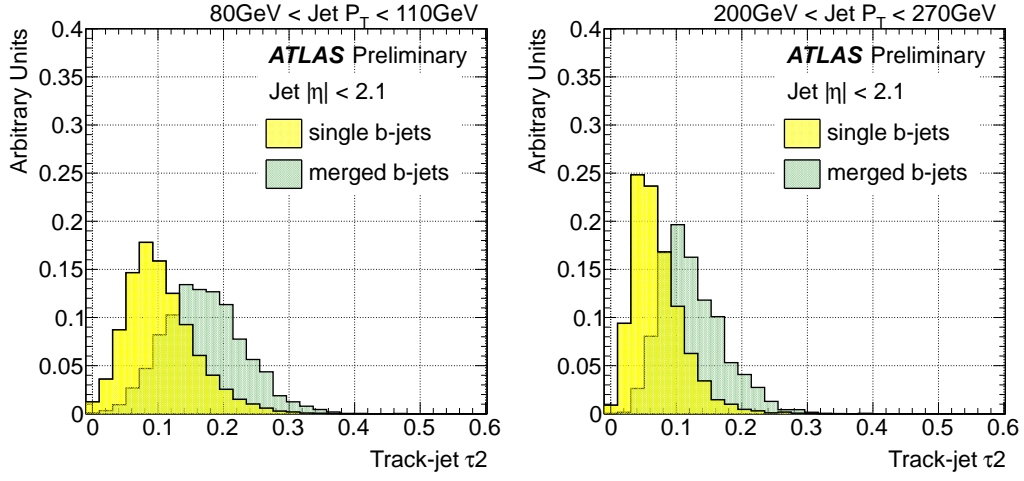 80GeV < Jet P_T < 110GeV
Arbitrary Units
0.4
0.35
0.3
0.25
0.2
0.15
0.1
0.05
0
ATLAS Preliminary
Jet |η| < 2.1
single b-jets
merged b-jets
0 0.1 0.2 0.3 0.4 0.5 0.6
Track-jet τ2
200GeV < Jet P_T < 270GeV
Arbitrary Units
0.4
0.35
0.3
0.25
0.2
0.15
0.1
0.05
0
ATLAS Preliminary
Jet |η| < 2.1
single b-jets
merged b-jets
0 0.1 0.2 0.3 0.4 0.5 0.6
Track-jet τ2